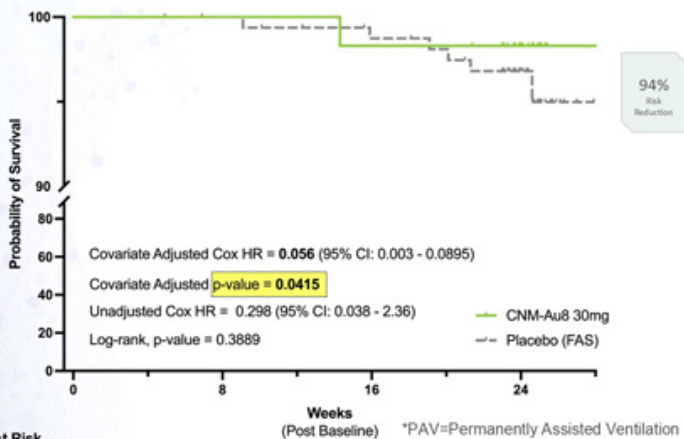 100
94%
Risk
Reduction
Probability of Survival
90
80
Covariate Adjusted Cox HR = 0.056 (95% CI: 0.003 - 0.0895)
60
Covariate Adjusted p-value = 0.0415
40
Unadjusted Cox HR = 0.298 (95% CI: 0.038 - 2.36)
CNM-Au8 30mg
20
Log-rank, p-value = 0.3889
Placebo (FAS)
0
0 8 16 24
Weeks
(Post Baseline)
*PAV=Permanently Assisted Ventilation
Risk